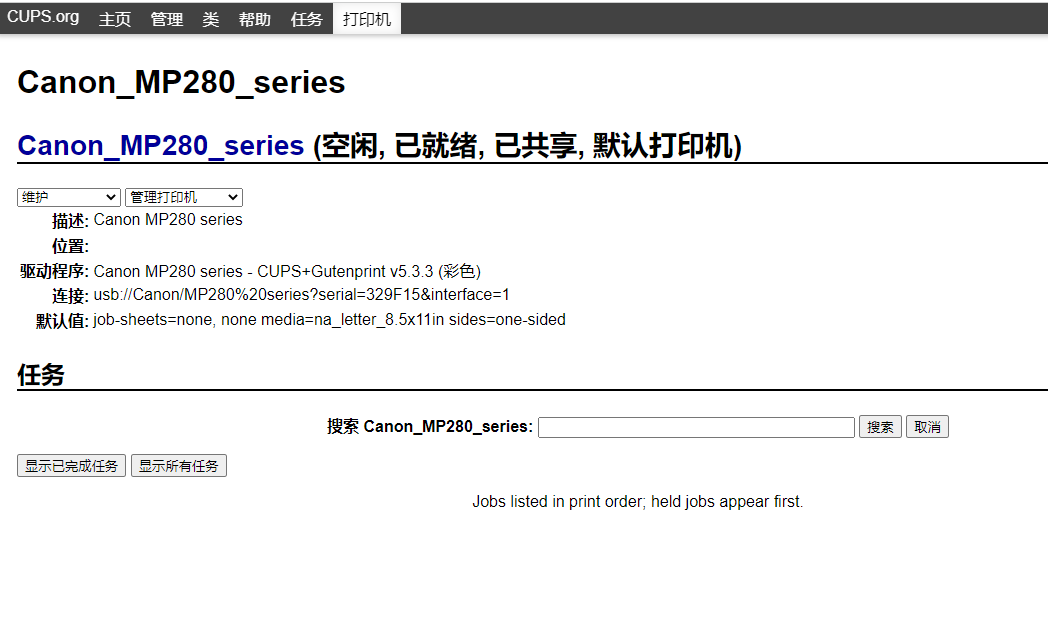 CUPS.org 主页 管理 类 帮助 任务 打印机
Canon_MP280_series
Canon_MP280_series (空闲, 已就绪, 已共享, 默认打印机)
维护 管理打印机
描述: Canon MP280 series
位置:
驱动程序: Canon MP280 series - CUPS+Gutenprint v5.3.3 (彩色)
连接: usb://Canon/MP280%20series?serial=329F15&interface=1
默认值: job-sheets=none, none media=na_letter_8.5x11in sides=one-sided
任务
搜索 Canon_MP280_series: 搜索 取消
显示已完成任务 显示所有任务
Jobs listed in print order; held jobs appear first.